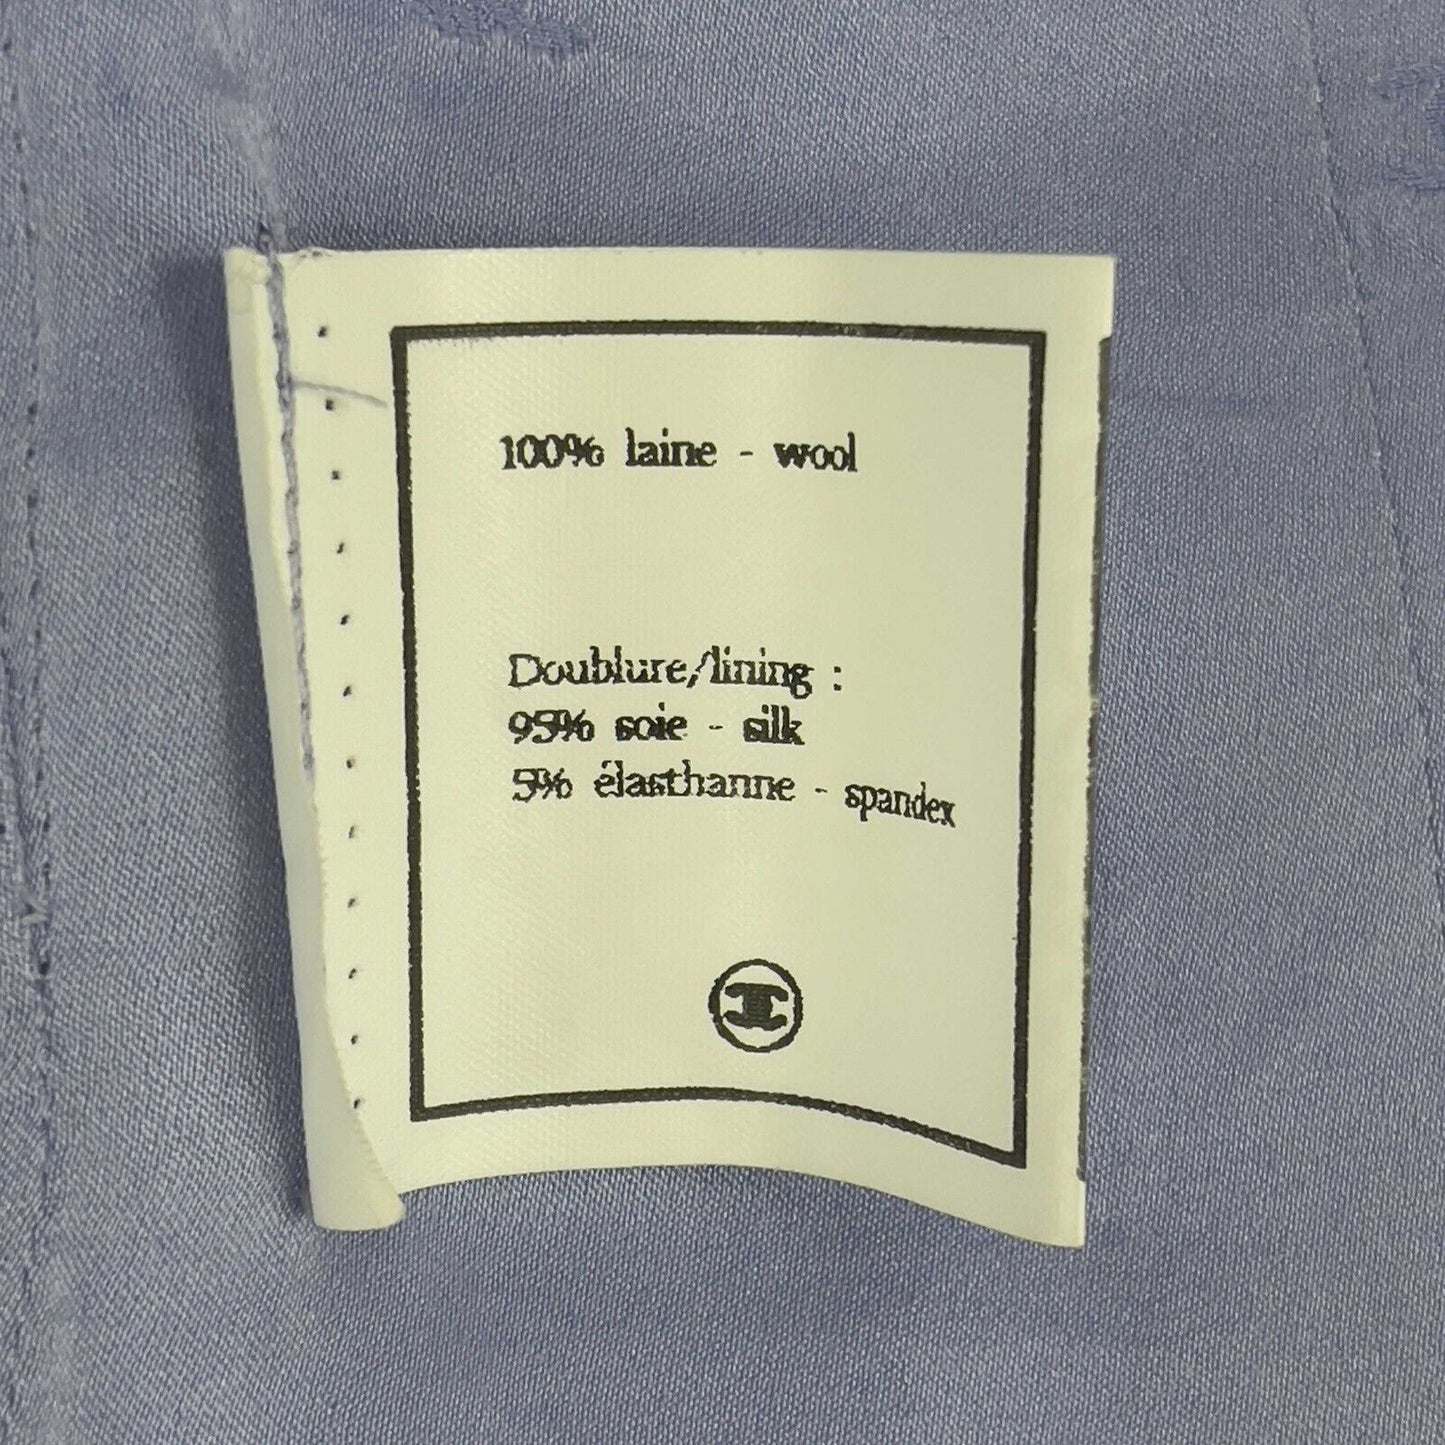 100% laine - wool
Doublure/lining :
95% soie - silk
5% élasthanne - spandex